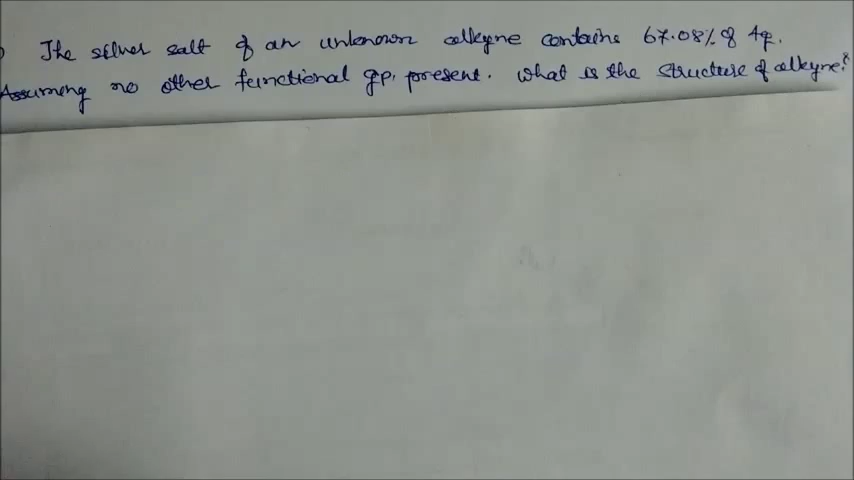 ) The silver salt of an unknown alkyne contains 67.08% of Ag.
Assuming no other functional gp. present. What is the structure of alkyne?